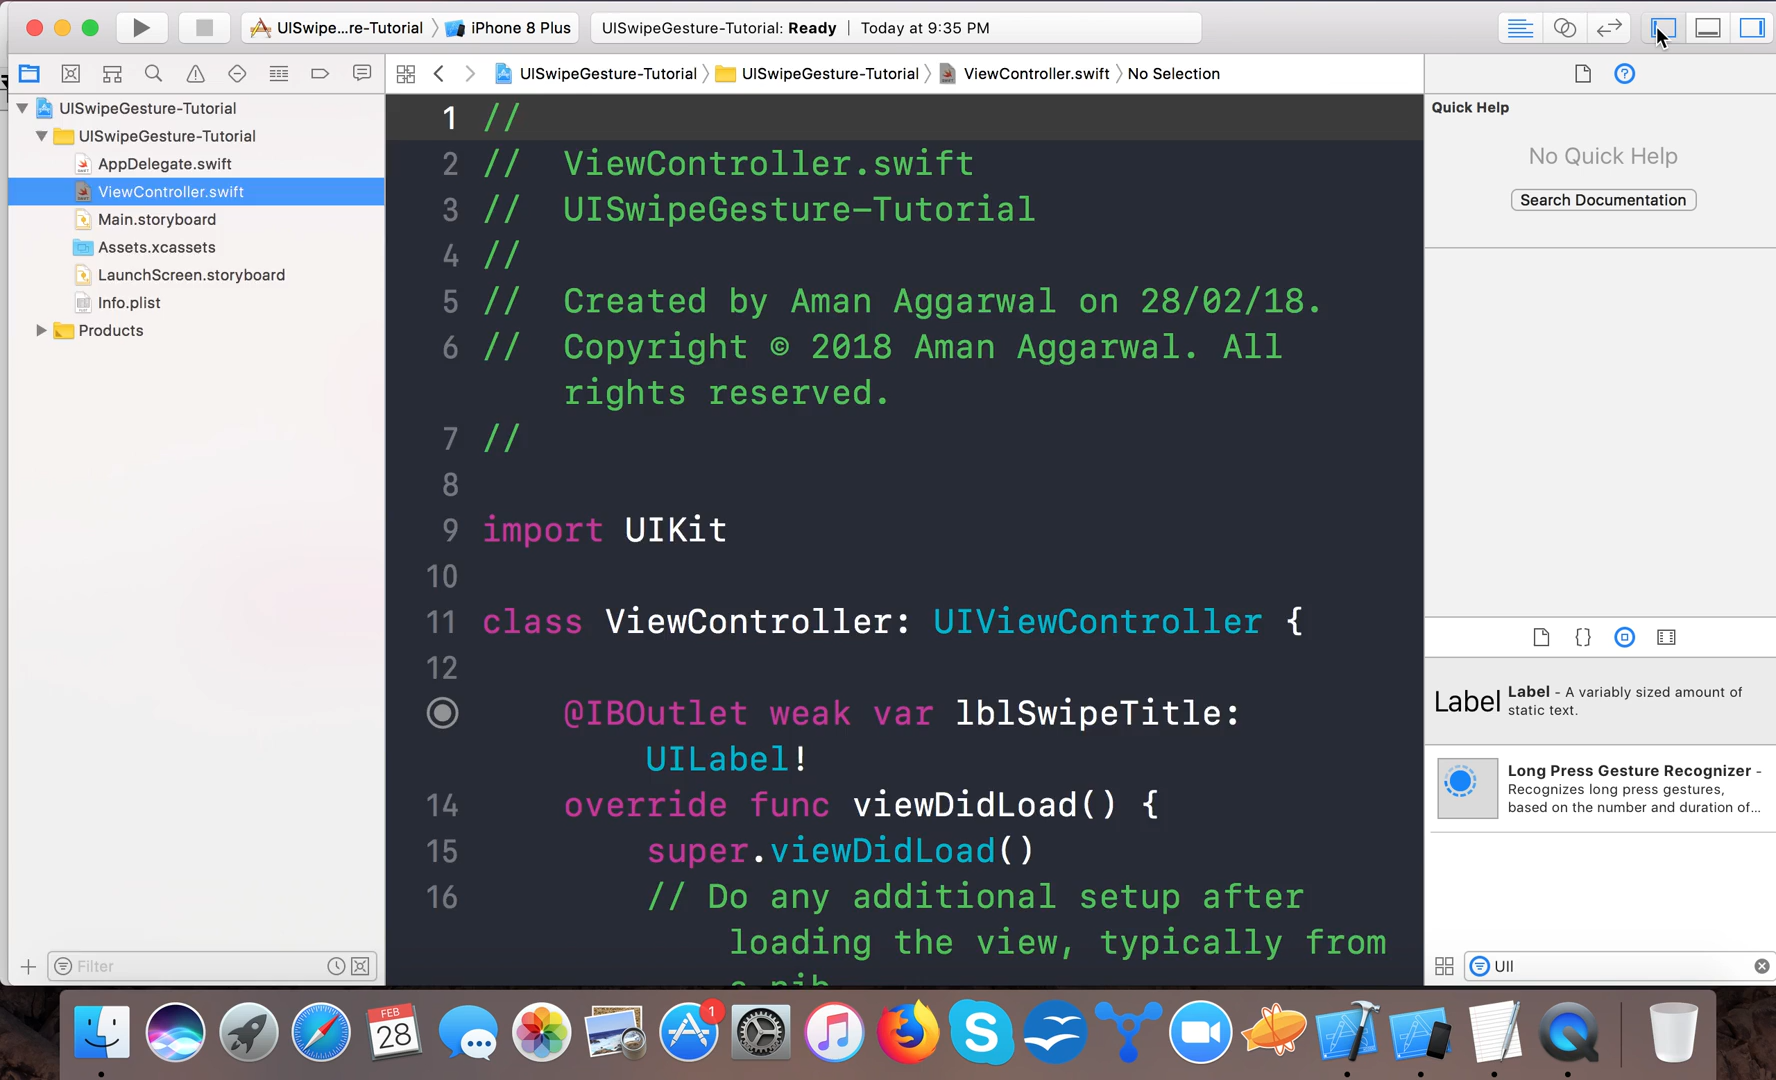 UISwipe...re-Tutorial
iPhone 8 Plus
UISwipeGesture-Tutorial: Ready | Today at 9:35 PM
UISwipeGesture-Tutorial
UISwipeGesture-Tutorial
ViewController.swift
No Selection
UISwipeGesture-Tutorial
UISwipeGesture-Tutorial
AppDelegate.swift
ViewController.swift
Main.storyboard
Assets.xcassets
LaunchScreen.storyboard
Info.plist
Products
Filter
1 //
2 // ViewController.swift
3 // UISwipeGesture-Tutorial
4 //
5 // Created by Aman Aggarwal on 28/02/18.
6 // Copyright © 2018 Aman Aggarwal. All
rights reserved.
7 //
8
9 import UIKit
10
11 class ViewController: UIViewController {
12
@IBOutlet weak var lblSwipeTitle:
UILabel!
14 override func viewDidLoad() {
15 super.viewDidLoad()
16 // Do any additional setup after
loading the view, typically from
Quick Help
No Quick Help
Search Documentation
Label
Label - A variably sized amount of
static text.
Long Press Gesture Recognizer -
Recognizes long press gestures,
based on the number and duration of...
UII
FEB
28
1